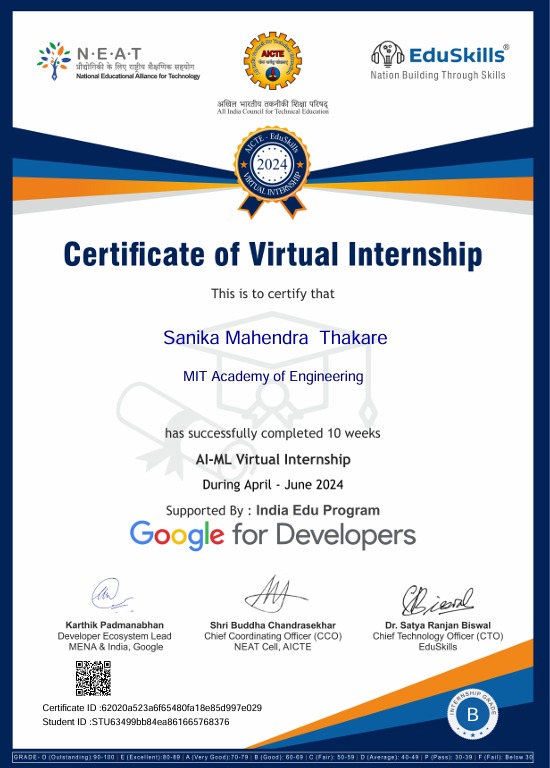 N·E·A·T
प्रौद्योगिकी के लिए राष्ट्रीय शैक्षणिक सहयोग
National Educational Alliance for Technology
AICTE
अखिल भारतीय तकनीकी शिक्षा परिषद्
All India Council for Technical Education
EduSkills®
Nation Building Through Skills
AICTE - EduSkills
2024
VIRTUAL INTERNSHIP
Certificate of Virtual Internship
This is to certify that
Sanika Mahendra Thakare
MIT Academy of Engineering
has successfully completed 10 weeks
AI-ML Virtual Internship
During April - June 2024
Supported By : India Edu Program
Google for Developers
Karthik Padmanabhan
Developer Ecosystem Lead
MENA & India, Google
Shri Buddha Chandrasekhar
Chief Coordinating Officer (CCO)
NEAT Cell, AICTE
Dr. Satya Ranjan Biswal
Chief Technology Officer (CTO)
EduSkills
Certificate ID :62020a523a6f65480fa18e85d997e029
Student ID :STU63499bb84ea861665768376
INTERNSHIP GRADE
B
GRADE- O (Outstanding):90-100 | E (Excellent):80-89 | A (Very Good):70-79 | B (Good): 60-69 | C (Fair): 50-59 | D (Average): 40-49 | P (Pass): 30-39 | F (Fail): Below 30